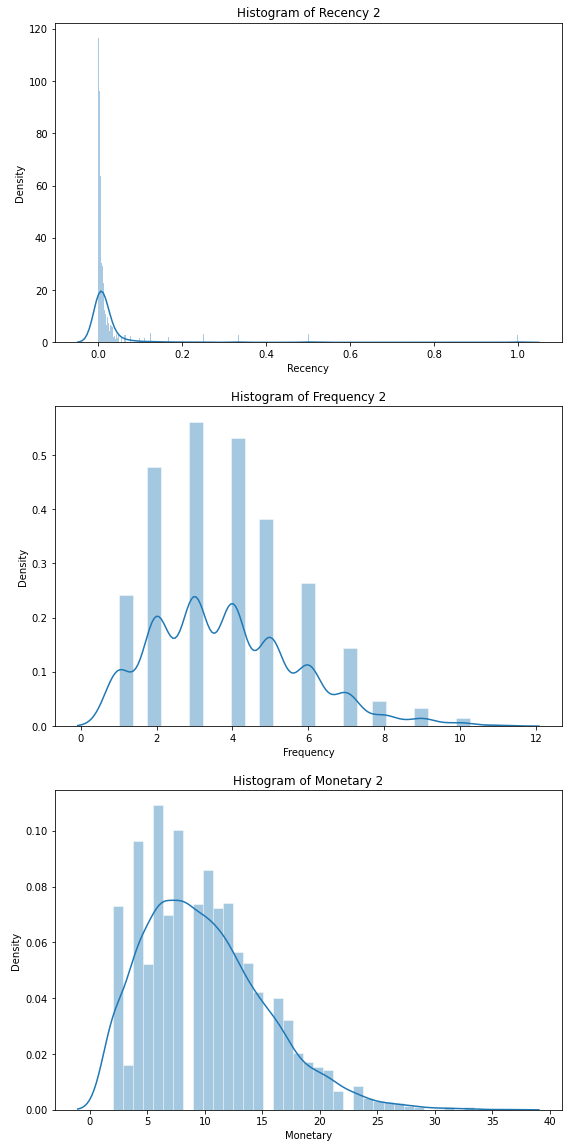 Histogram of Recency 2
120
100
80
60
40
20
0
Density
0.0 0.2 0.4 0.6 0.8 1.0
Recency
Histogram of Frequency 2
0.5
0.4
0.3
0.2
0.1
0.0
Density
0 2 4 6 8 10 12
Frequency
Histogram of Monetary 2
0.10
0.08
0.06
0.04
0.02
0.00
Density
0 5 10 15 20 25 30 35 40
Monetary